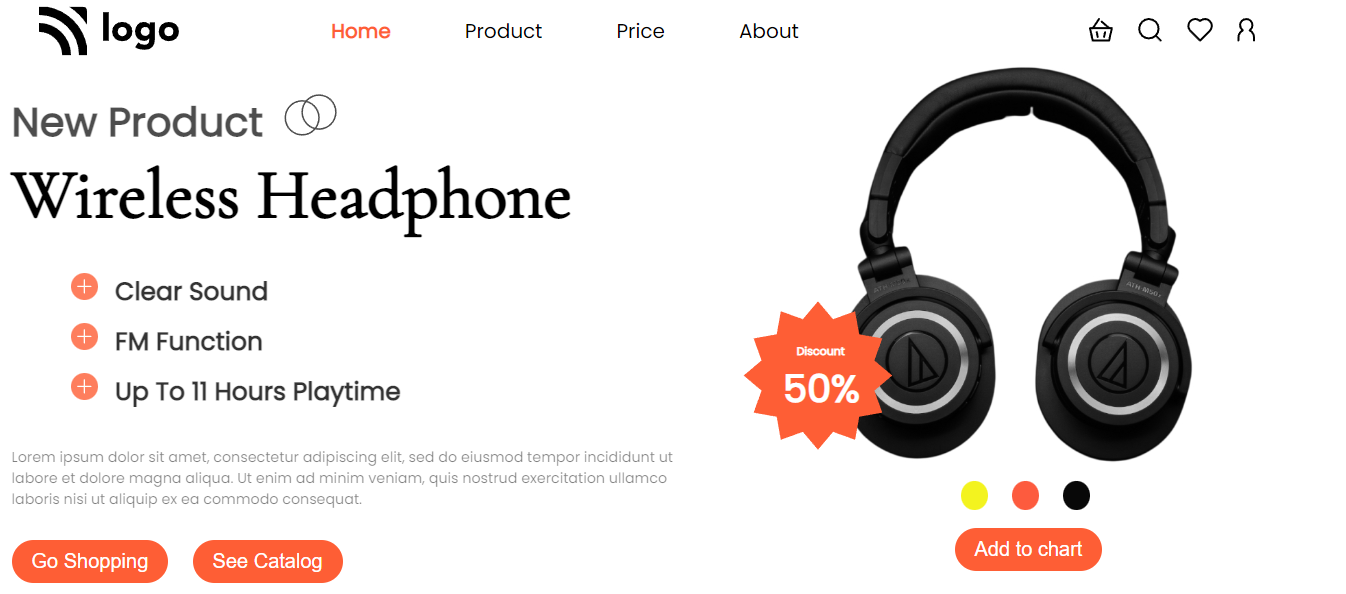 logo
Home
Product
Price
About
New Product
Wireless Headphone
Clear Sound
FM Function
Up To 11 Hours Playtime
Lorem ipsum dolor sit amet, consectetur adipiscing elit, sed do eiusmod tempor incididunt ut
labore et dolore magna aliqua. Ut enim ad minim veniam, quis nostrud exercitation ullamco
laboris nisi ut aliquip ex ea commodo consequat.
Go Shopping
See Catalog
Discount
50%
Add to chart